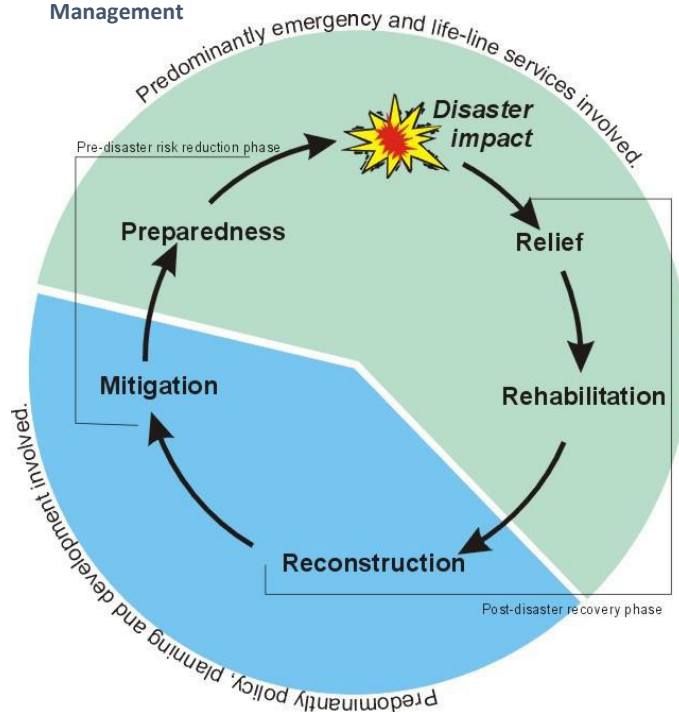 Management
Predominantly emergency and life-line services involved.
Disaster
impact
Pre-disaster risk reduction phase
Preparedness
Relief
Mitigation
Rehabilitation
Reconstruction
Post-disaster recovery phase
Predominantly policy, planning and development involved.